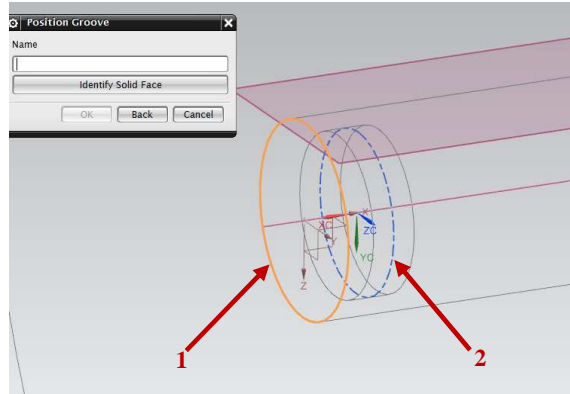 Position Groove
Name
Identify Solid Face
OK Back Cancel
XC X
Y ZC
YC
Z
1 2